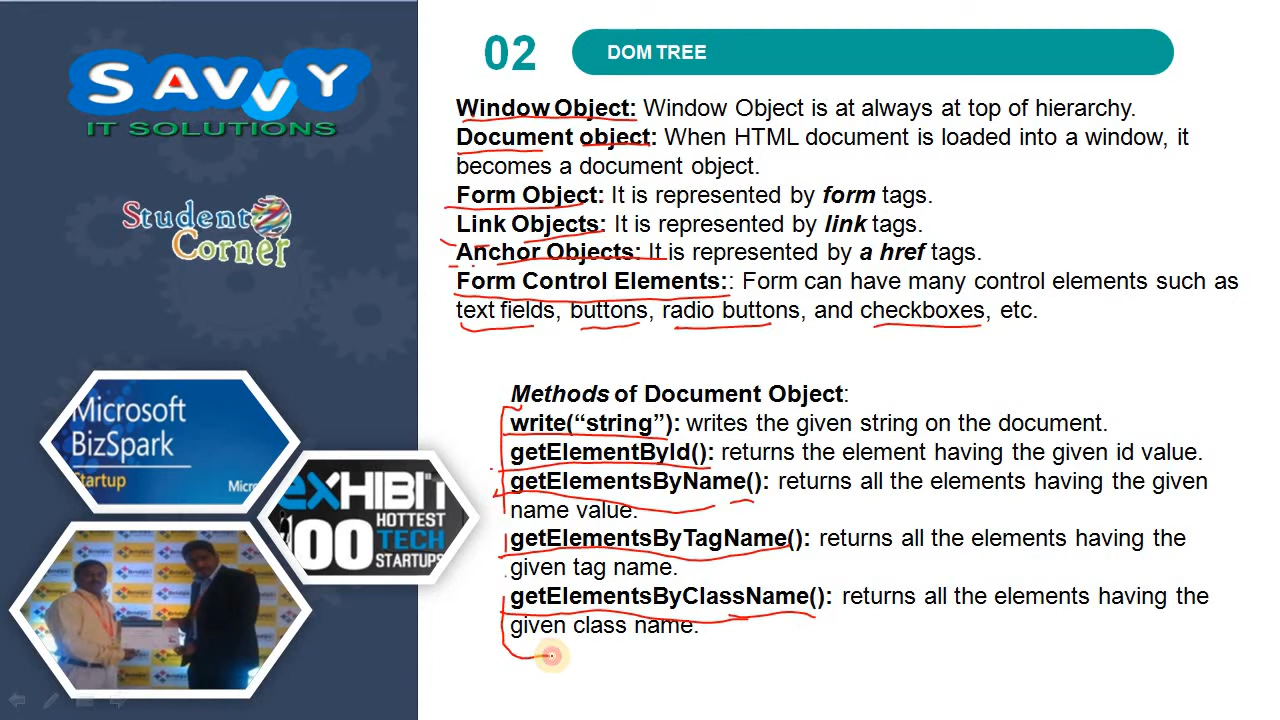 SAVVY
IT SOLUTIONS
Student
Corner
Microsoft
BizSpark
Startup
Micros
EXHIBIT
100
HOTTEST
TECH
STARTUPS
02
DOM TREE
Window Object: Window Object is at always at top of hierarchy.
Document object: When HTML document is loaded into a window, it
becomes a document object.
Form Object: It is represented by form tags.
Link Objects: It is represented by link tags.
Anchor Objects: It is represented by a href tags.
Form Control Elements:: Form can have many control elements such as
text fields, buttons, radio buttons, and checkboxes, etc.
Methods of Document Object:
write(“string”): writes the given string on the document.
getElementById(): returns the element having the given id value.
getElementsByName(): returns all the elements having the given
name value.
getElementsByTagName(): returns all the elements having the
given tag name.
getElementsByClassName(): returns all the elements having the
given class name.